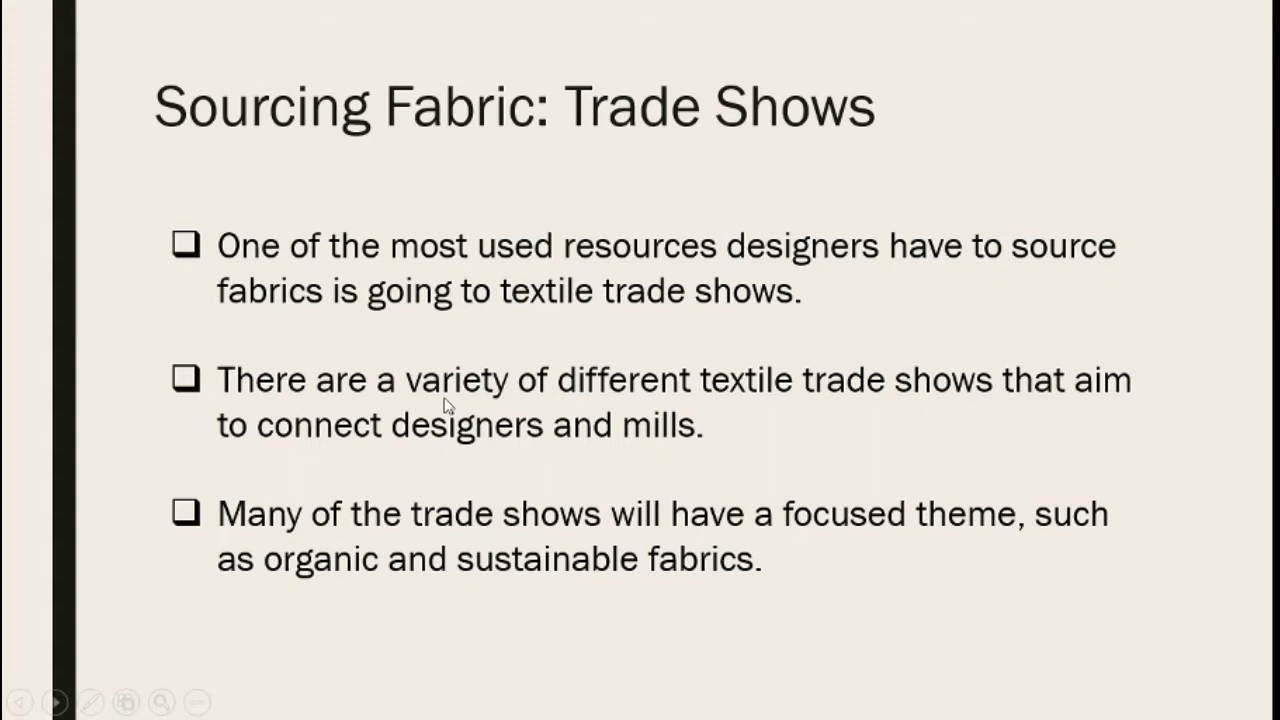 Sourcing Fabric: Trade Shows
One of the most used resources designers have to source
fabrics is going to textile trade shows.
There are a variety of different textile trade shows that aim
to connect designers and mills.
Many of the trade shows will have a focused theme, such
as organic and sustainable fabrics.